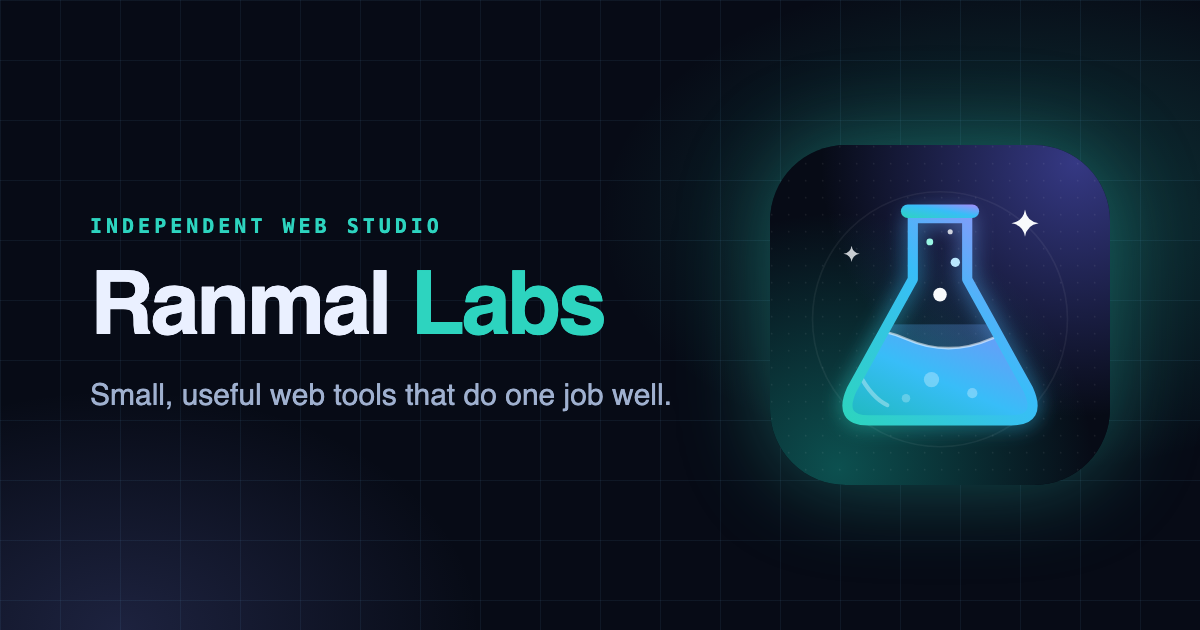 INDEPENDENT WEB STUDIO
Ranmal Labs
Small, useful web tools that do one job well.